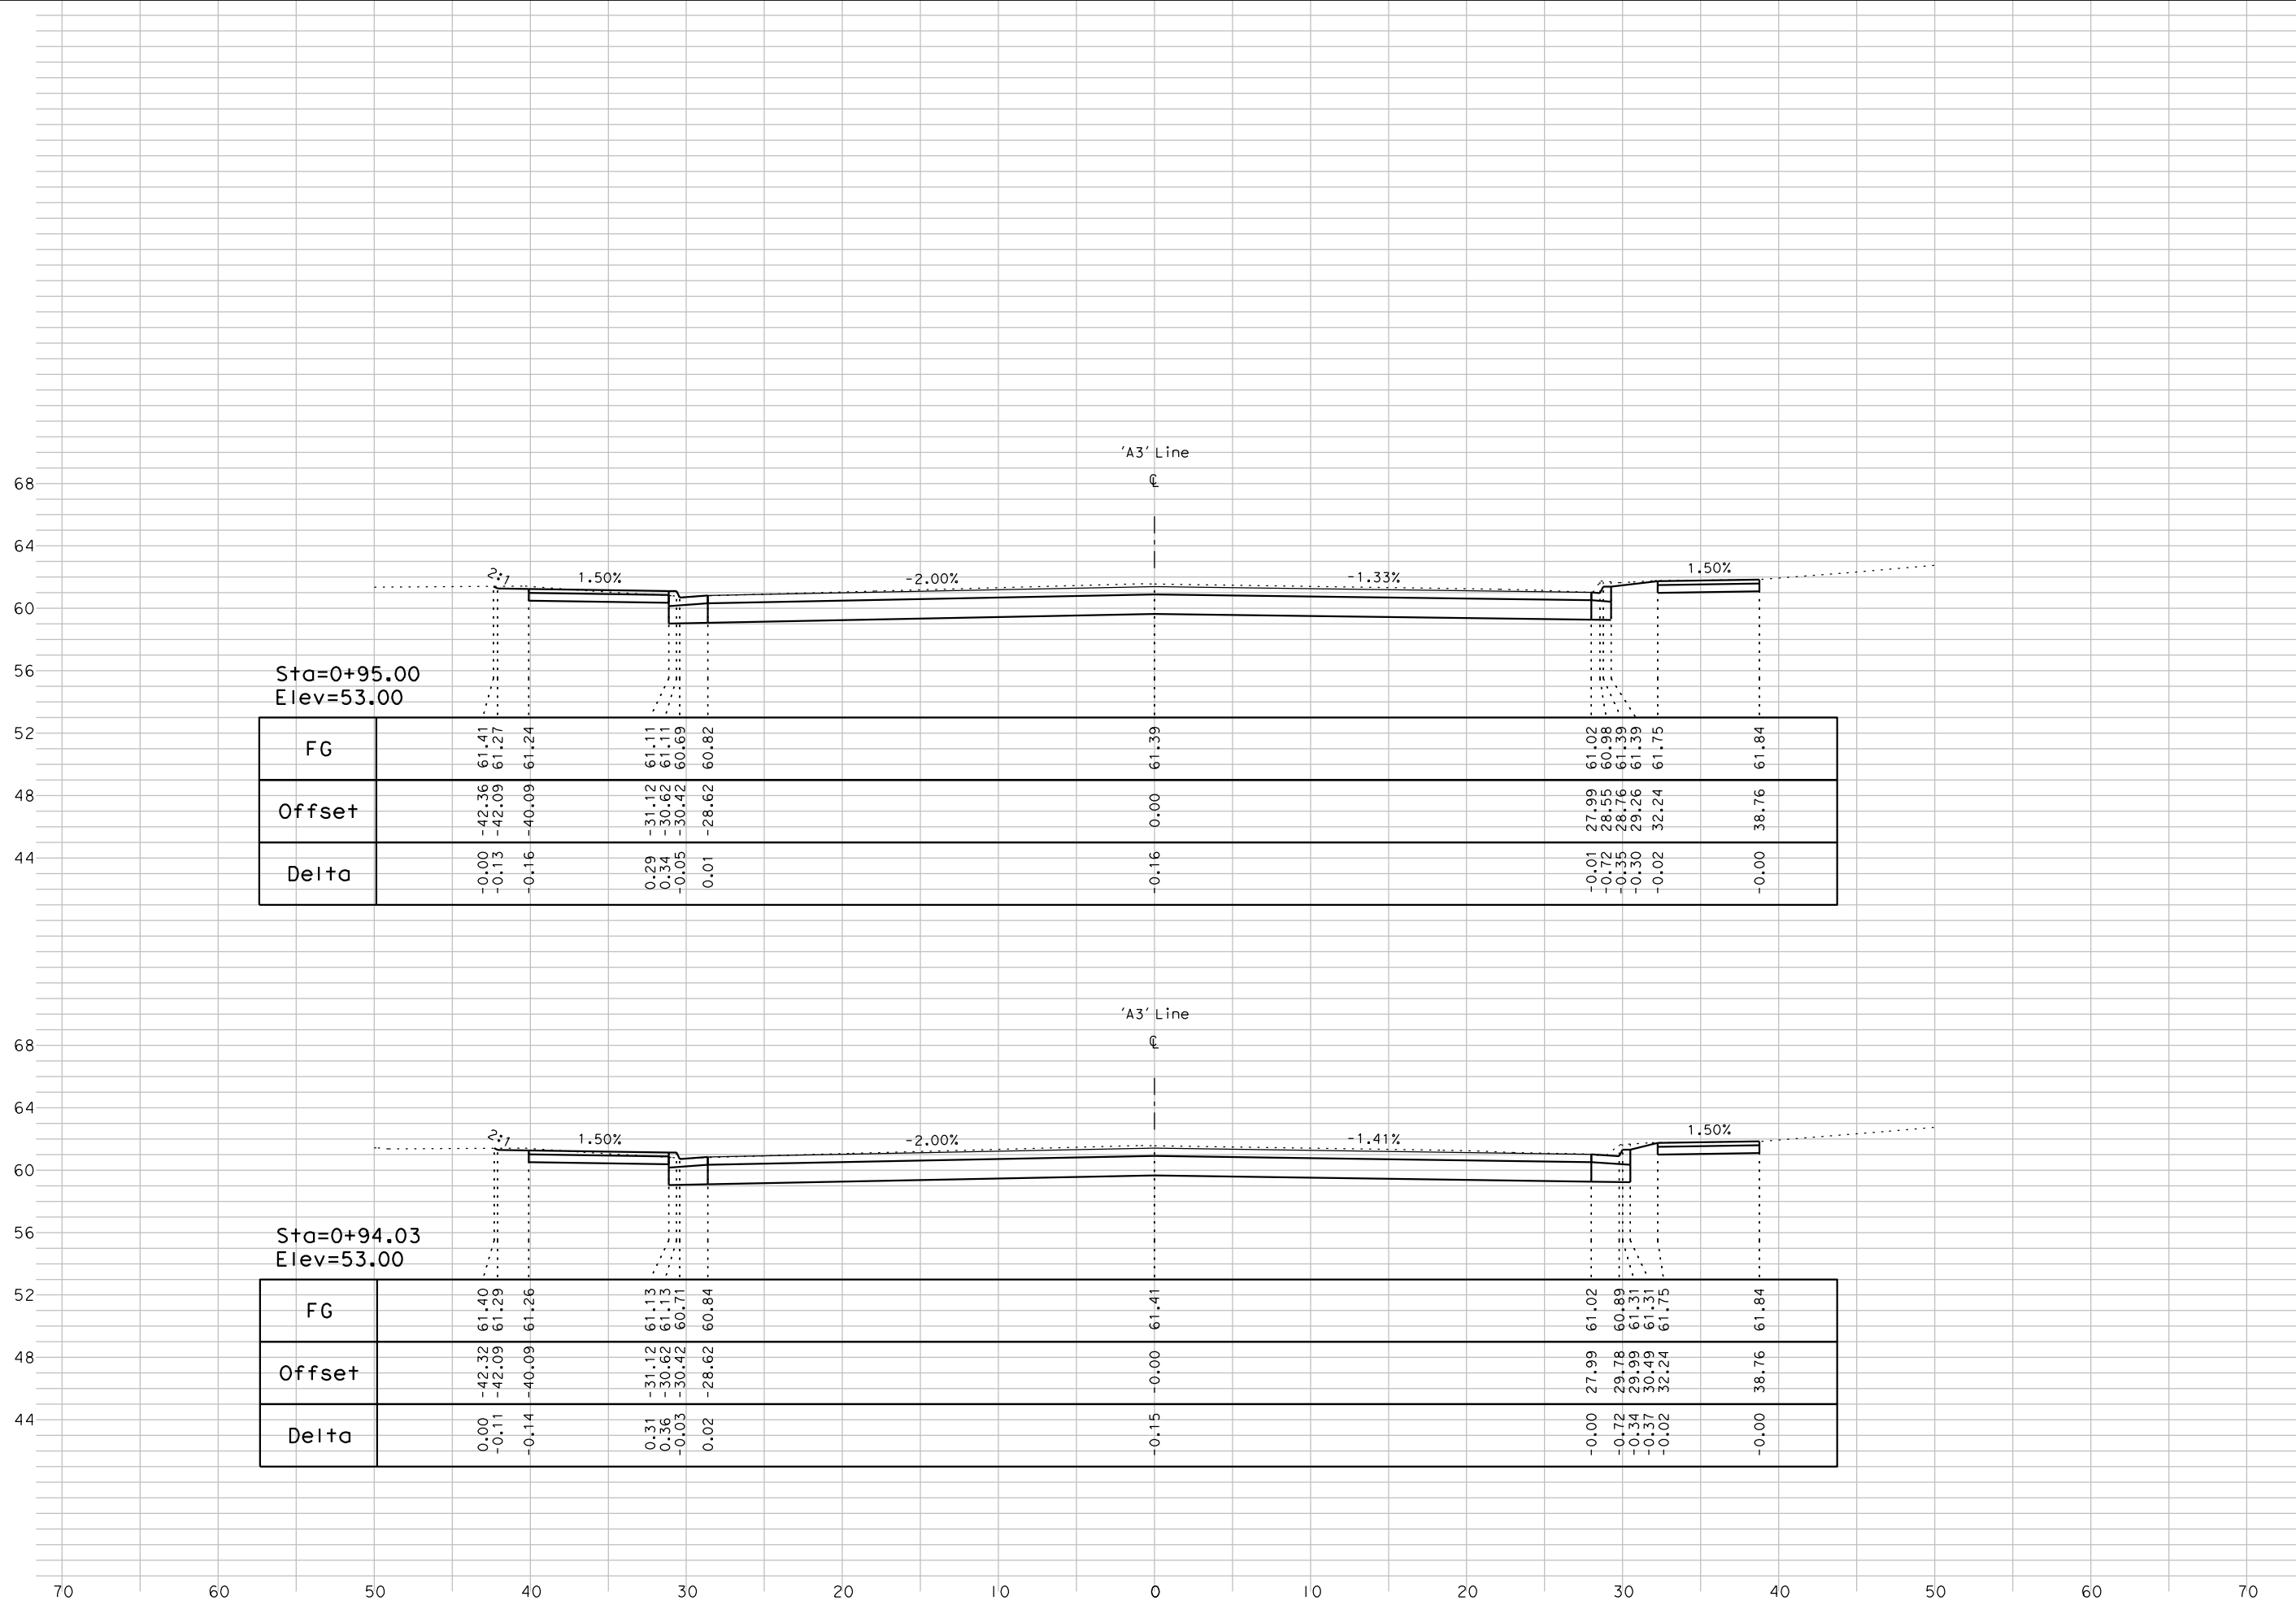 'A3' Line
℄
68
64
2:1
1.50%
-2.00%
-1.33%
1.50%
60
56
Sta=0+95.00
Elev=53.00
52
FG 61.41 61.27 61.24 61.11 61.11 60.69 60.82 61.39 61.02 60.98 61.39 61.39 61.75 61.84
48
Offset -42.36 -42.09 -40.09 -31.12 -30.62 -30.42 -28.62 0.00 27.99 28.55 28.76 29.26 32.24 38.76
44
Delta -0.00 -0.13 -0.16 0.29 0.34 -0.05 0.01 -0.16 -0.01 -0.72 -0.35 -0.30 -0.02 -0.00
'A3' Line
℄
68
64
2:1
1.50%
-2.00%
-1.41%
1.50%
60
56
Sta=0+94.03
Elev=53.00
52
FG 61.40 61.29 61.26 61.13 61.13 60.71 60.84 61.41 61.02 60.89 61.31 61.31 61.75 61.84
48
Offset -42.32 -42.09 -40.09 -31.12 -30.62 -30.42 -28.62 -0.00 27.99 29.78 29.99 30.49 32.24 38.76
44
Delta 0.00 -0.11 -0.14 0.31 0.36 -0.03 0.02 -0.15 -0.00 -0.72 -0.34 -0.37 -0.02 -0.00
70 60 50 40 30 20 10 0 10 20 30 40 50 60 70